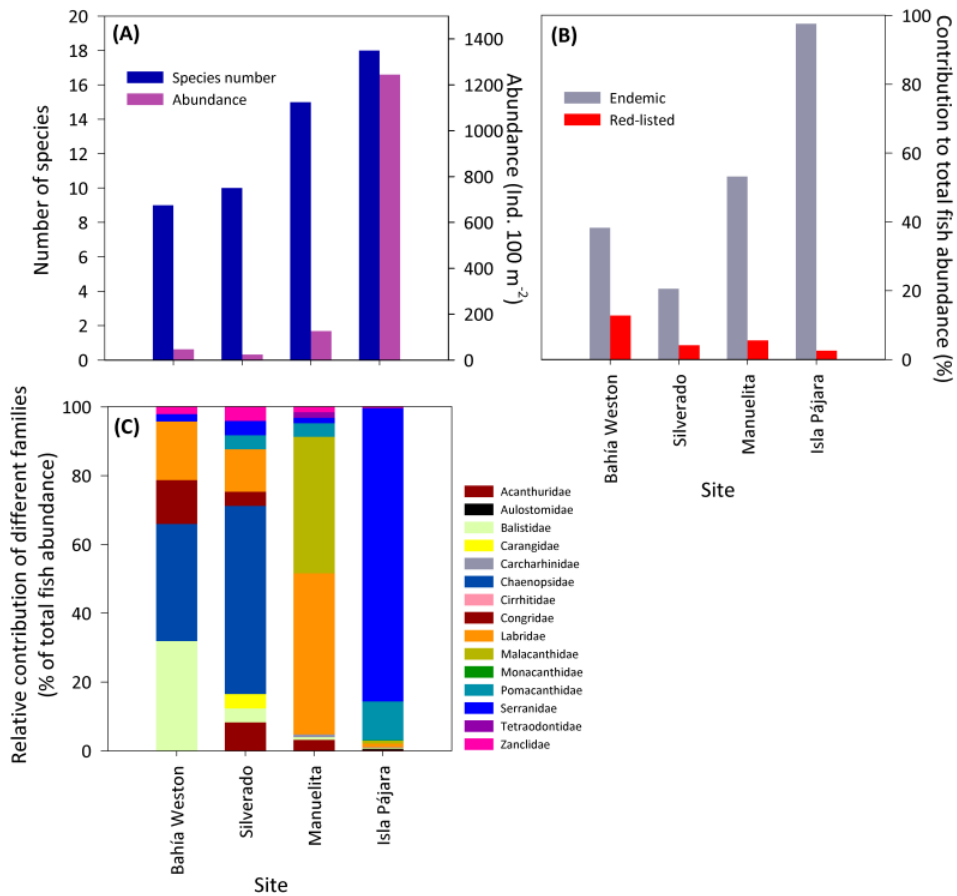 (A)
Species number
Abundance
Number of species
20
18
16
14
12
10
8
6
4
2
0
1400
1200
1000
800
600
400
200
0
Abundance (Ind. 100 m⁻²)
(B)
Endemic
Red-listed
100
80
60
40
20
0
Contribution to total fish abundance (%)
Bahía Weston
Silverado
Manuelita
Isla Pájara
Site
(C)
Relative contribution of different families
(% of total fish abundance)
100
80
60
40
20
0
Bahía Weston
Silverado
Manuelita
Isla Pájara
Site
Acanthuridae
Aulostomidae
Balistidae
Carangidae
Carcharhinidae
Chaenopsidae
Cirrhitidae
Congridae
Labridae
Malacanthidae
Monacanthidae
Pomacanthidae
Serranidae
Tetraodontidae
Zanclidae